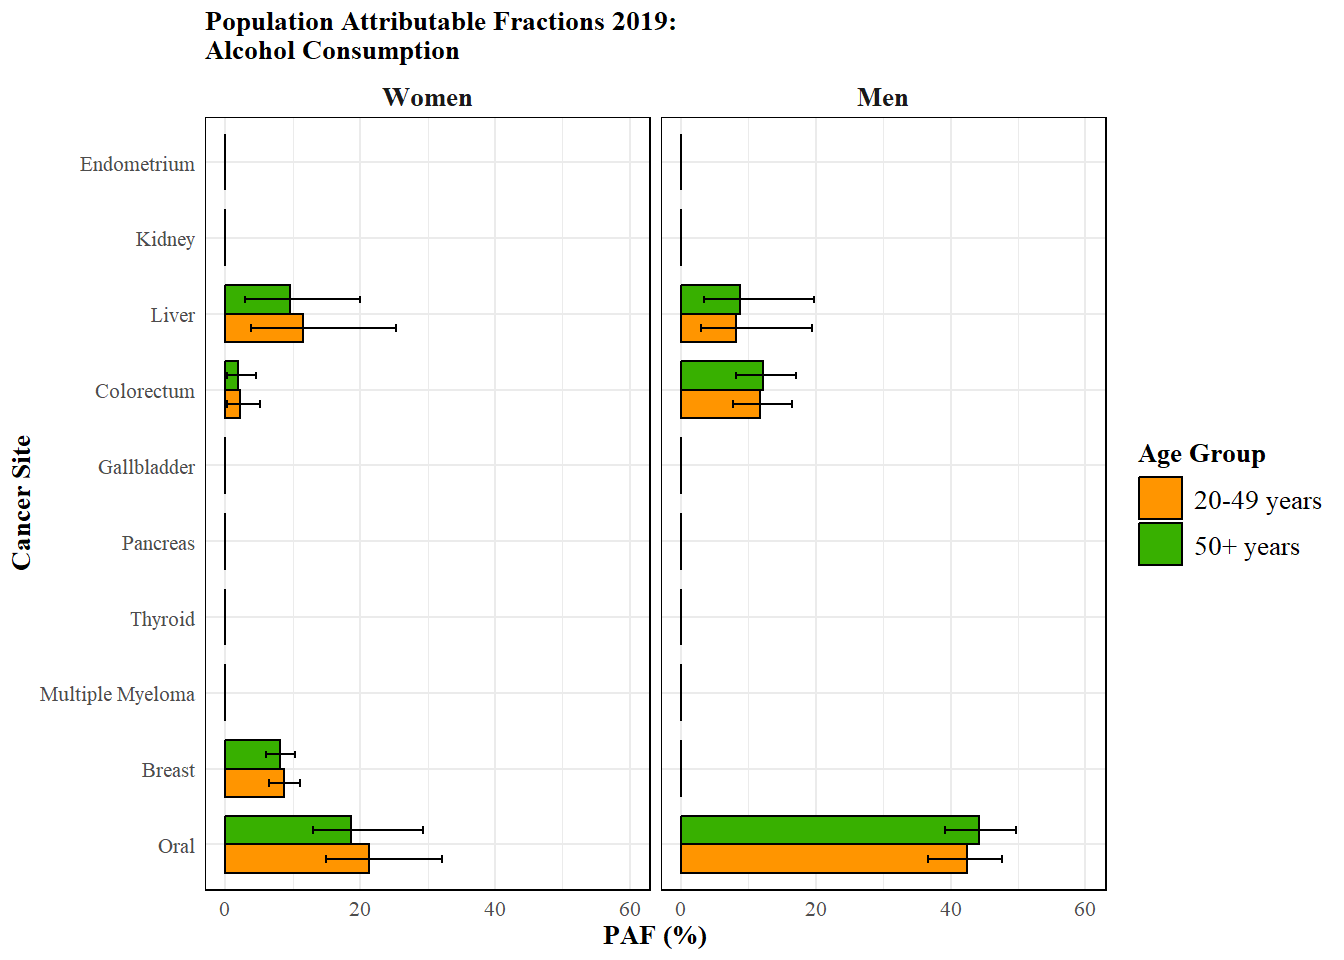 Population Attributable Fractions 2019:
Alcohol Consumption
Women
Men
Endometrium
Kidney
Liver
Colorectum
Gallbladder
Pancreas
Thyroid
Multiple Myeloma
Breast
Oral
Cancer Site
0 20 40 60
0 20 40 60
PAF (%)
Age Group
20-49 years
50+ years